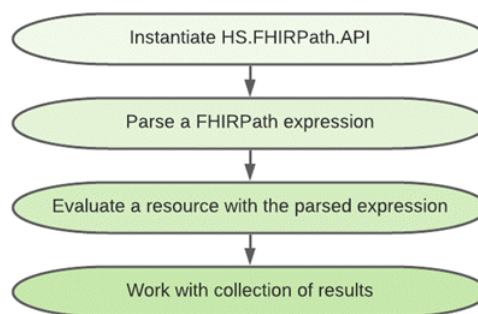 Instantiate HS.FHIRPath.API
Parse a FHIRPath expression
Evaluate a resource with the parsed expression
Work with collection of results